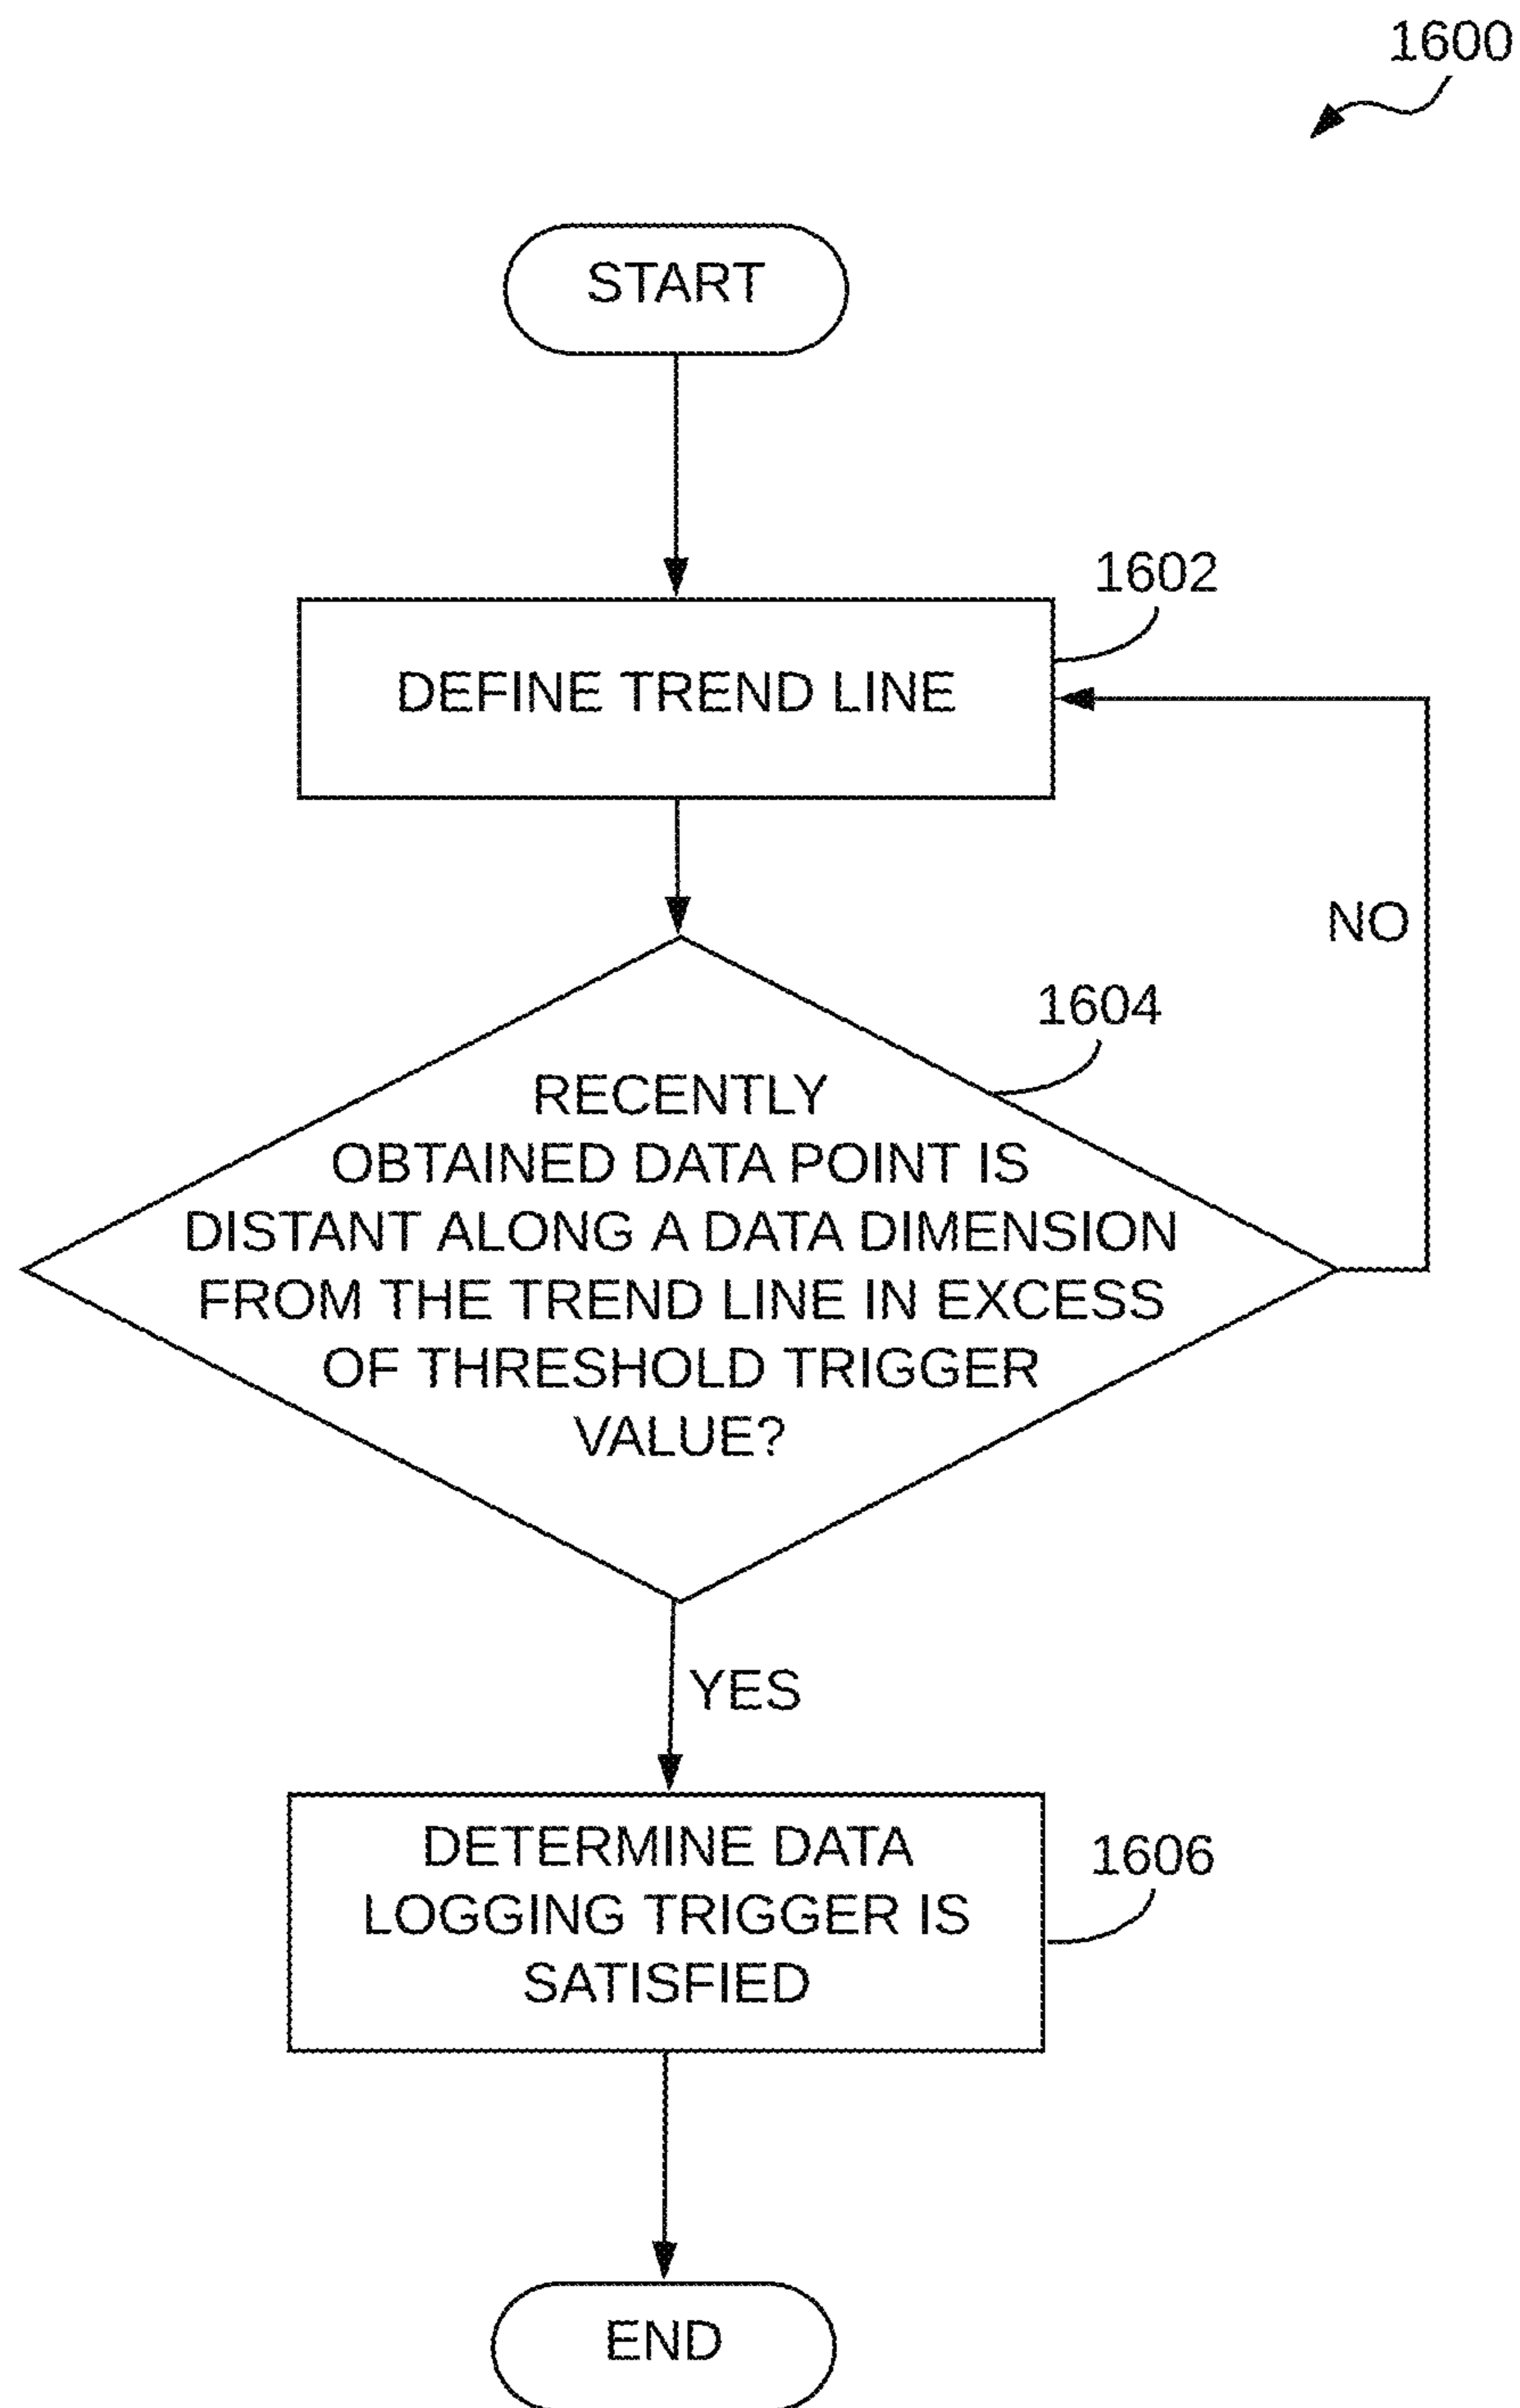 1600
START
1602
DEFINE TREND LINE
NO
1604
RECENTLY
OBTAINED DATA POINT IS
DISTANT ALONG A DATA DIMENSION
FROM THE TREND LINE IN EXCESS
OF THRESHOLD TRIGGER
VALUE?
YES
DETERMINE DATA
LOGGING TRIGGER IS
SATISFIED
1606
END